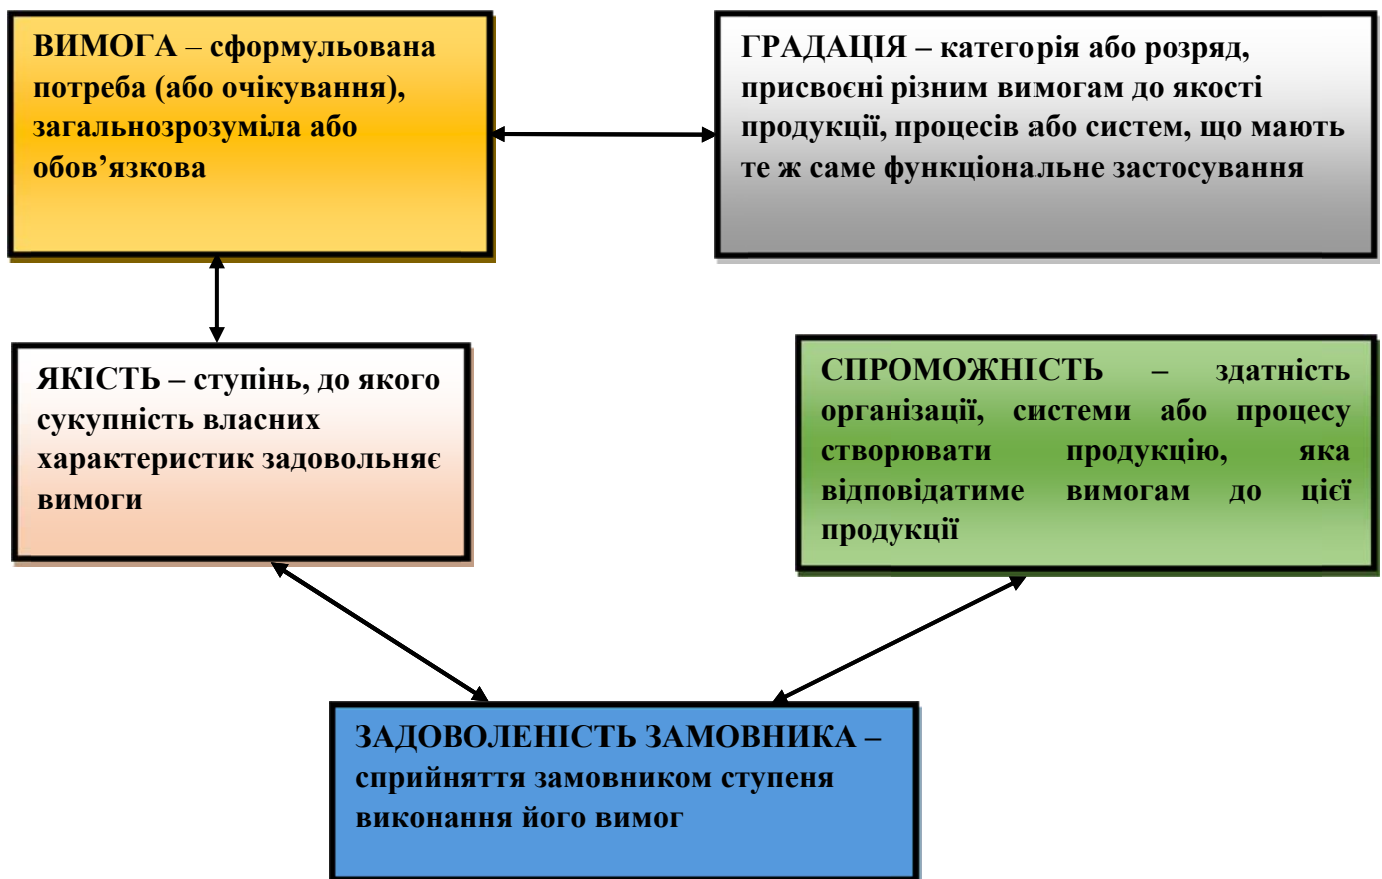 ВИМОГА – сформульована
потреба (або очікування),
загальнозрозуміла або
обов’язкова
ГРАДАЦІЯ – категорія або розряд,
присвоєні різним вимогам до якості
продукції, процесів або систем, що мають
те ж саме функціональне застосування
ЯКІСТЬ – ступінь, до якого
сукупність власних
характеристик задовольняє
вимоги
СПРОМОЖНІСТЬ – здатність
організації, системи або процесу
створювати продукцію, яка
відповідатиме вимогам до цієї
продукції
ЗАДОВОЛЕНІСТЬ ЗАМОВНИКА –
сприйняття замовником ступеня
виконання його вимог